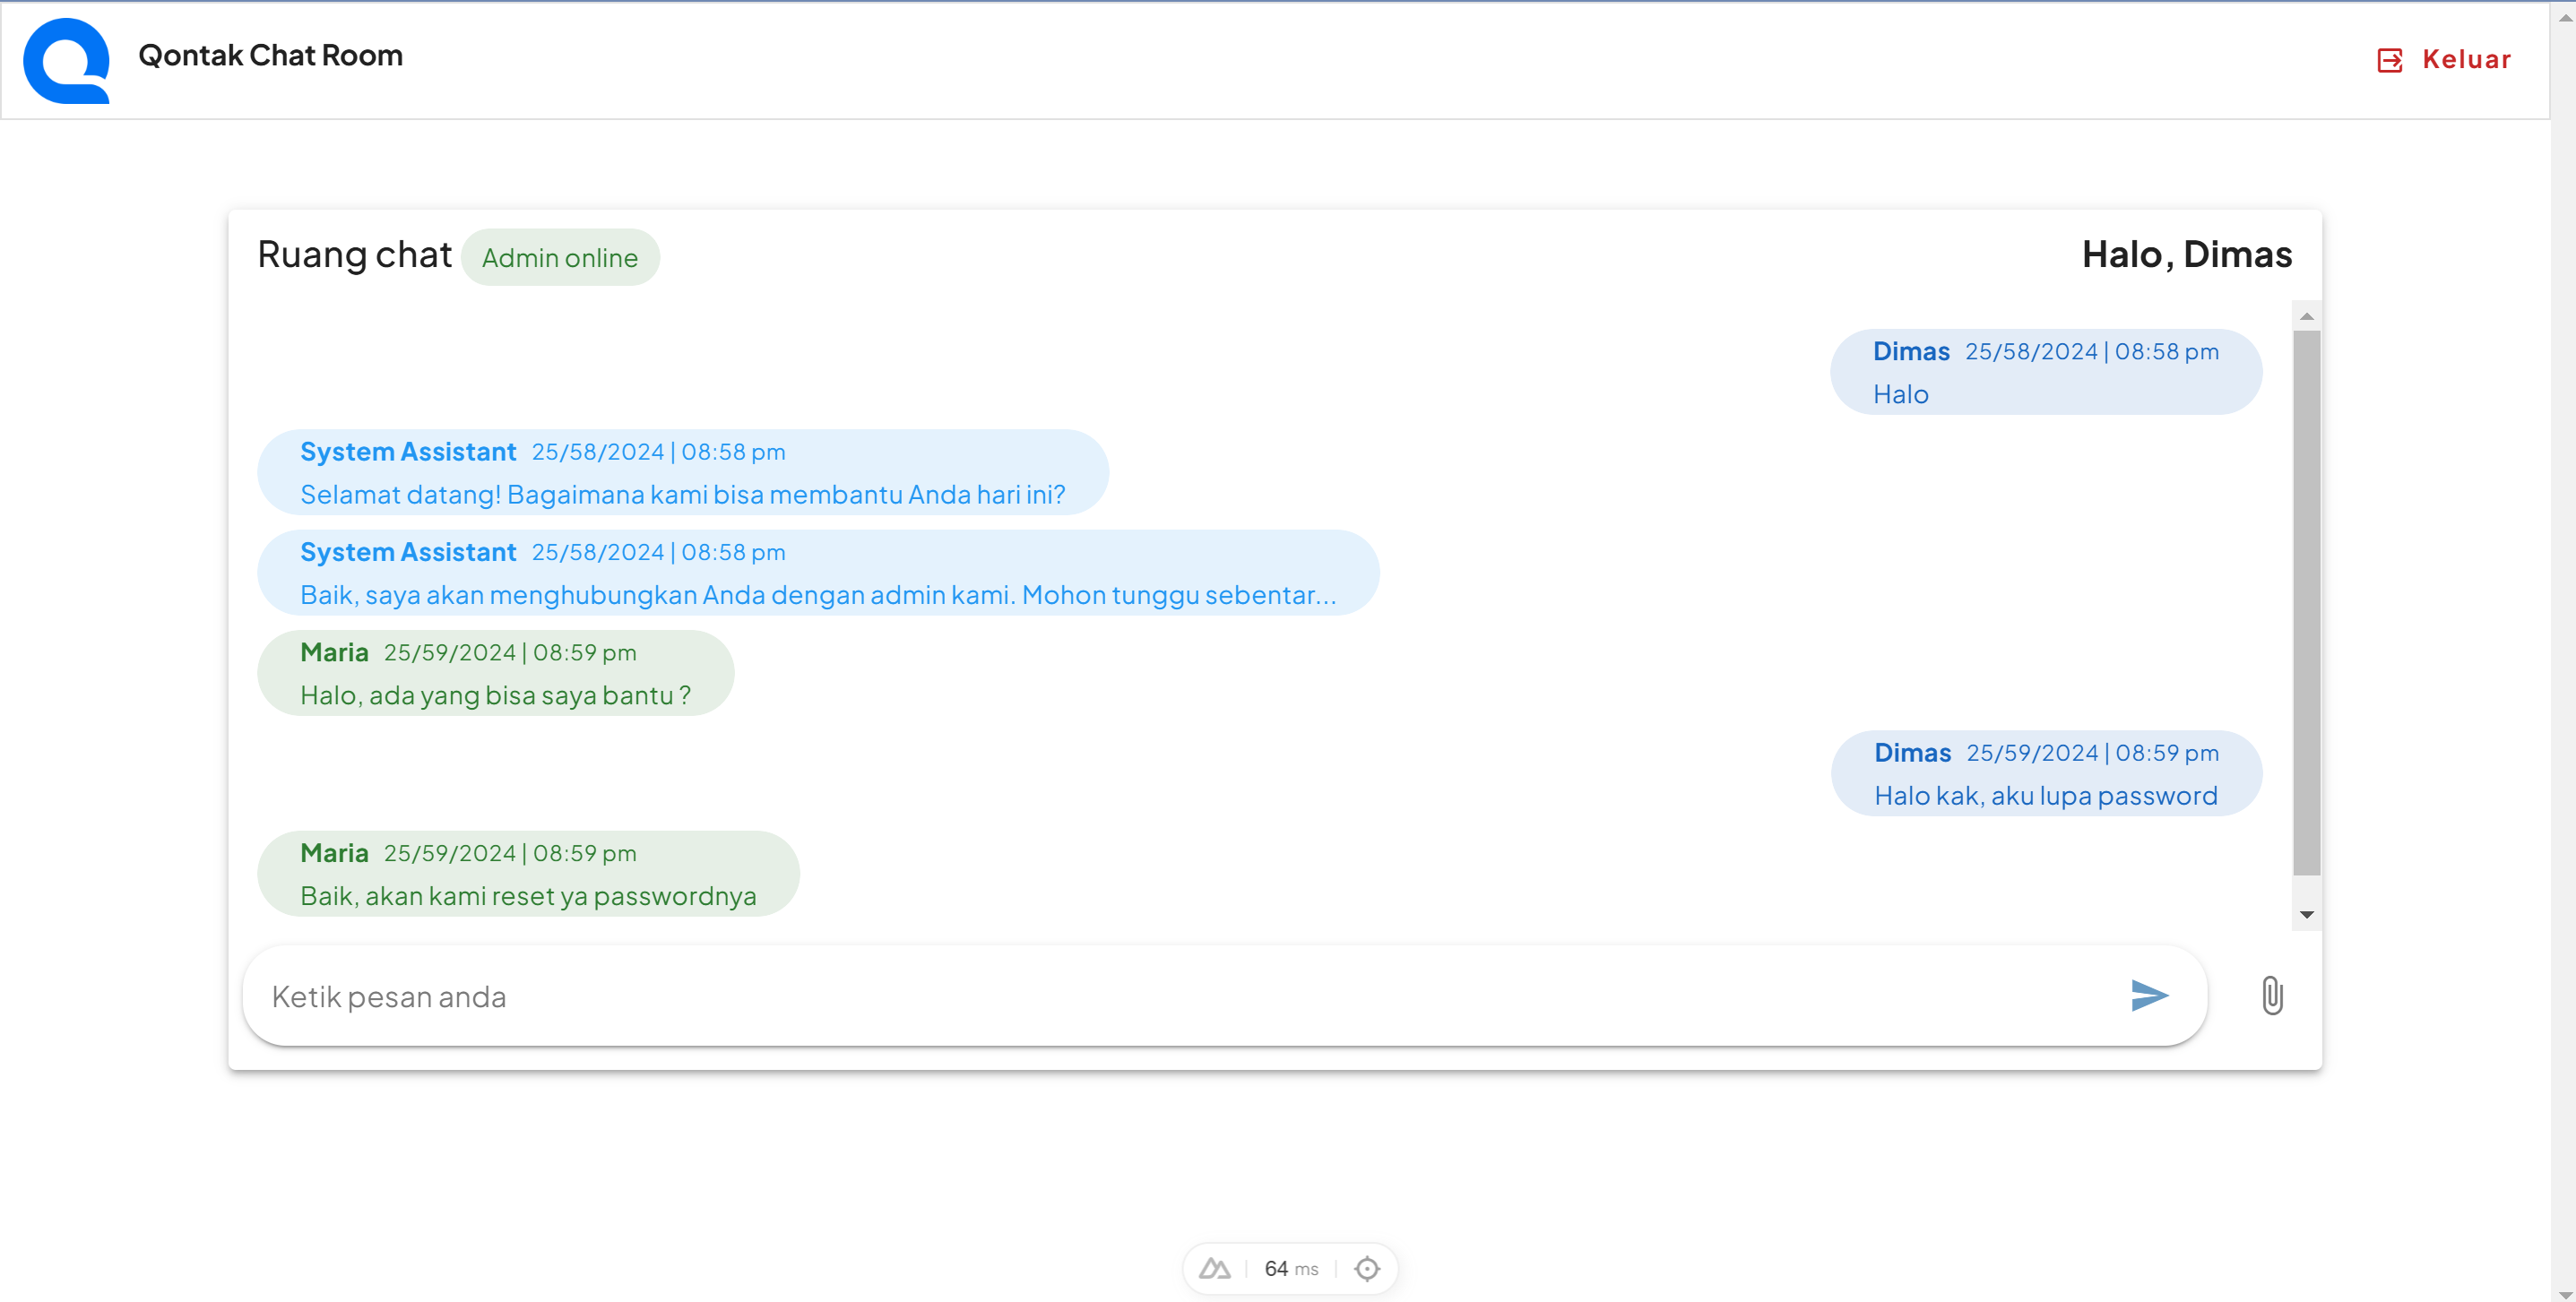 Qontak Chat Room
Keluar
Ruang chat Admin online
Halo, Dimas
Dimas 25/58/2024 | 08:58 pm
Halo
System Assistant 25/58/2024 | 08:58 pm
Selamat datang! Bagaimana kami bisa membantu Anda hari ini?
System Assistant 25/58/2024 | 08:58 pm
Baik, saya akan menghubungkan Anda dengan admin kami. Mohon tunggu sebentar...
Maria 25/59/2024 | 08:59 pm
Halo, ada yang bisa saya bantu ?
Dimas 25/59/2024 | 08:59 pm
Halo kak, aku lupa password
Maria 25/59/2024 | 08:59 pm
Baik, akan kami reset ya passwordnya
Ketik pesan anda
64 ms